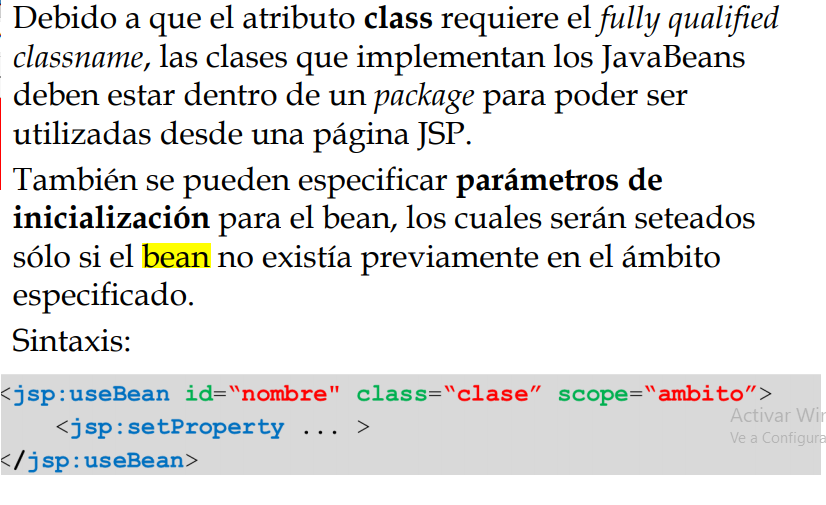 Debido a que el atributo class requiere el fully qualified
classname, las clases que implementan los JavaBeans
deben estar dentro de un package para poder ser
utilizadas desde una página JSP.
También se pueden especificar parámetros de
inicialización para el bean, los cuales serán seteados
sólo si el bean no existía previamente en el ámbito
especificado.
Sintaxis:
<jsp:useBean id=“nombre" class=“clase” scope=“ambito”>
<jsp:setProperty ... >
</jsp:useBean>
Activar Win
Ve a Configura